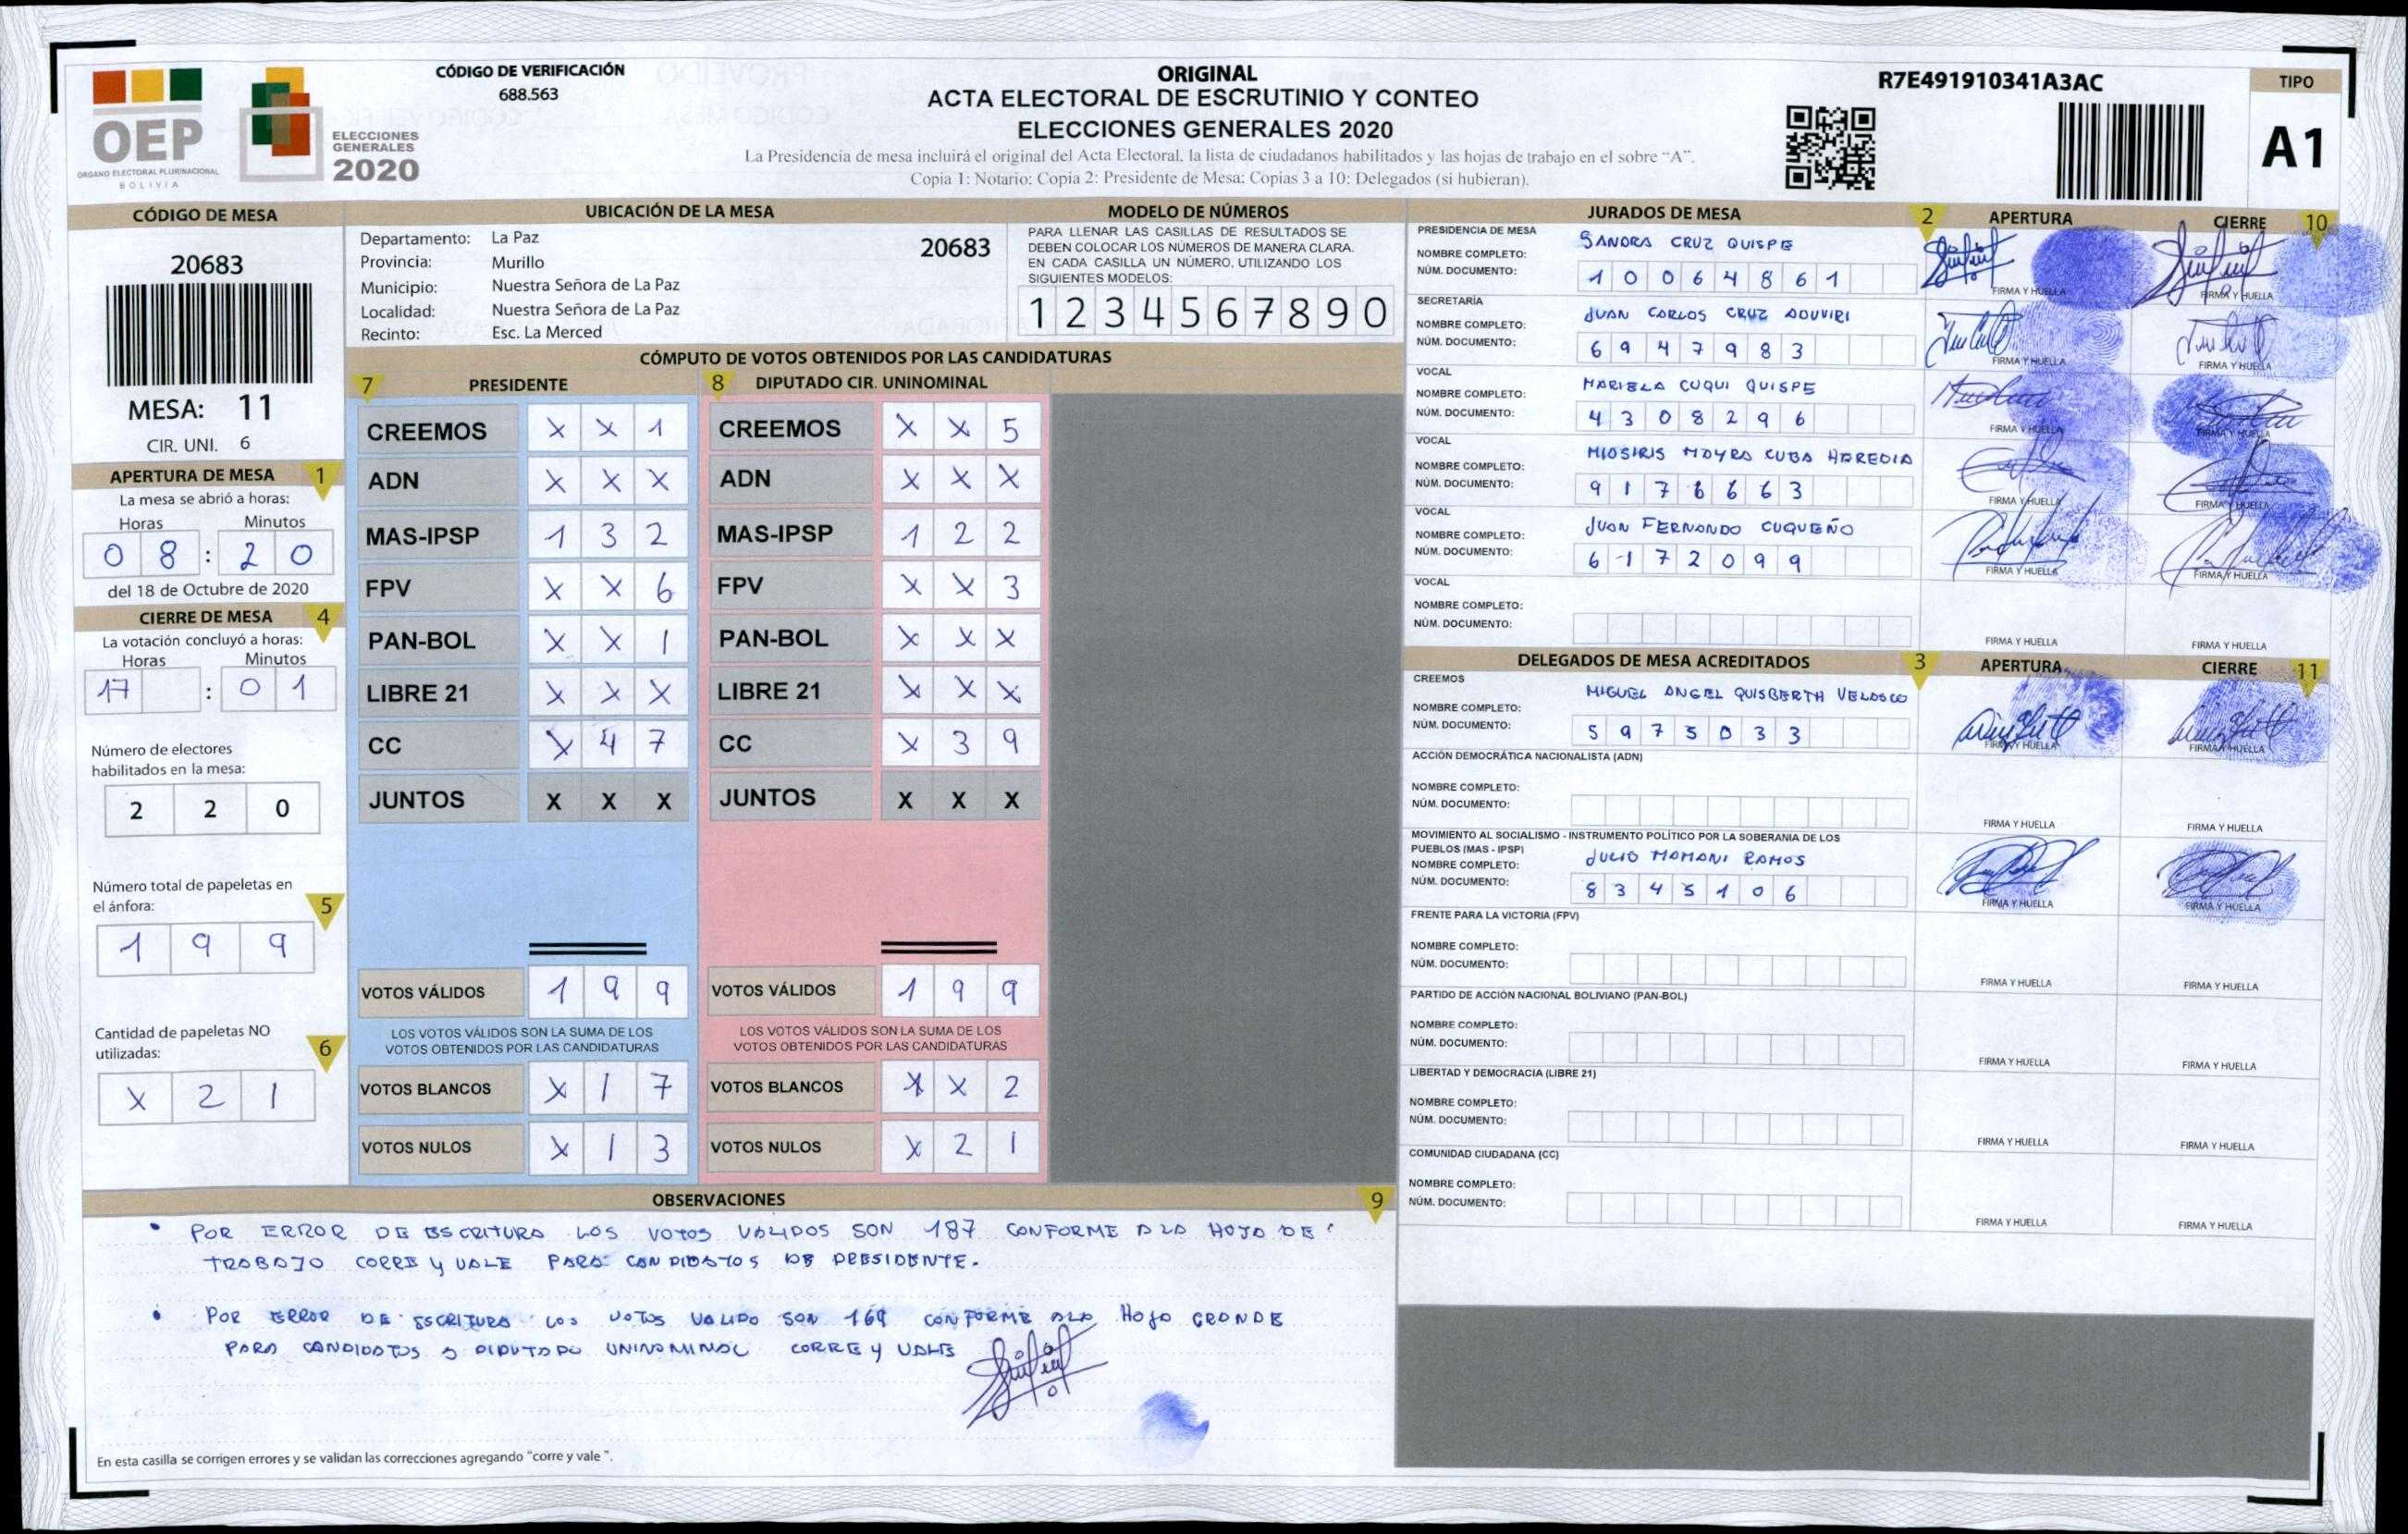 CÓDIGO DE VERIFICACIÓN
688.563
OEP
ÓRGANO ELECTORAL PLURINACIONAL
BOLIVIA
ELECCIONES
GENERALES
2020
ORIGINAL
ACTA ELECTORAL DE ESCRUTINIO Y CONTEO
ELECCIONES GENERALES 2020
La Presidencia de mesa incluirá el original del Acta Electoral, la lista de ciudadanos habilitados y las hojas de trabajo en el sobre "A".
Copia 1: Notario; Copia 2: Presidente de Mesa; Copias 3 a 10: Delegados (si hubieran).
R7E491910341A3AC
TIPO
A1
CÓDIGO DE MESA
20683
MESA: 11
CIR. UNI. 6
APERTURA DE MESA 1
La mesa se abrió a horas:
Horas Minutos
0 8 : 2 0
del 18 de Octubre de 2020
CIERRE DE MESA 4
La votación concluyó a horas:
Horas Minutos
17 : 0 1
Número de electores
habilitados en la mesa:
2 2 0
Número total de papeletas en
el ánfora: 5
1 9 9
Cantidad de papeletas NO
utilizadas: 6
X 2 1
UBICACIÓN DE LA MESA
Departamento: La Paz 20683
Provincia: Murillo
Municipio: Nuestra Señora de La Paz
Localidad: Nuestra Señora de La Paz
Recinto: Esc. La Merced
MODELO DE NÚMEROS
PARA LLENAR LAS CASILLAS DE RESULTADOS SE
DEBEN COLOCAR LOS NÚMEROS DE MANERA CLARA.
EN CADA CASILLA UN NÚMERO, UTILIZANDO LOS
SIGUIENTES MODELOS:
1 2 3 4 5 6 7 8 9 0
CÓMPUTO DE VOTOS OBTENIDOS POR LAS CANDIDATURAS
7 PRESIDENTE
CREEMOS X X 1
ADN X X X
MAS-IPSP 1 3 2
FPV X X 6
PAN-BOL X X 1
LIBRE 21 X X X
CC X 4 7
JUNTOS X X X
VOTOS VÁLIDOS 1 9 9
LOS VOTOS VÁLIDOS SON LA SUMA DE LOS
VOTOS OBTENIDOS POR LAS CANDIDATURAS
VOTOS BLANCOS X 1 7
VOTOS NULOS X 1 3
8 DIPUTADO CIR. UNINOMINAL
CREEMOS X X 5
ADN X X X
MAS-IPSP 1 2 2
FPV X X 3
PAN-BOL X X X
LIBRE 21 X X X
CC X 3 9
JUNTOS X X X
VOTOS VÁLIDOS 1 9 9
LOS VOTOS VÁLIDOS SON LA SUMA DE LOS
VOTOS OBTENIDOS POR LAS CANDIDATURAS
VOTOS BLANCOS X X 2
VOTOS NULOS X 2 1
OBSERVACIONES 9
• POR ERROR DE ESCRITURA LOS VOTOS VALIDOS SON 187 CONFORME A LA HOJA DE
TRABAJO CORRE Y VALE PARA CANDIDATOS DE PRESIDENTE.
• POR ERROR DE ESCRITURA LOS VOTOS VALIDO SON 169 CONFORME A LA HOJA GRANDE
PARA CANDIDATOS A DIPUTADO UNINOMINAL CORRE Y VALE
En esta casilla se corrigen errores y se validan las correcciones agregando "corre y vale ".
JURADOS DE MESA 2 APERTURA CIERRE 10
PRESIDENCIA DE MESA
NOMBRE COMPLETO: SANDRA CRUZ QUISPE
NÚM. DOCUMENTO: 1 0 0 6 4 8 6 1
FIRMA Y HUELLA FIRMA Y HUELLA
SECRETARÍA
NOMBRE COMPLETO: JUAN CARLOS CRUZ ADUVIRI
NÚM. DOCUMENTO: 6 9 4 7 9 8 3
FIRMA Y HUELLA FIRMA Y HUELLA
VOCAL
NOMBRE COMPLETO: MARIELA CUQUI QUISPE
NÚM. DOCUMENTO: 4 3 0 8 2 9 6
FIRMA Y HUELLA FIRMA Y HUELLA
VOCAL
NOMBRE COMPLETO: MIOSIRIS MAYRA CUBA HEREDIA
NÚM. DOCUMENTO: 9 1 7 6 6 6 3
FIRMA Y HUELLA FIRMA Y HUELLA
VOCAL
NOMBRE COMPLETO: JUAN FERNANDO CUQUEÑO
NÚM. DOCUMENTO: 6 1 7 2 0 9 9
FIRMA Y HUELLA FIRMA Y HUELLA
VOCAL
NOMBRE COMPLETO:
NÚM. DOCUMENTO:
FIRMA Y HUELLA FIRMA Y HUELLA
DELEGADOS DE MESA ACREDITADOS 3 APERTURA CIERRE 11
CREEMOS
NOMBRE COMPLETO: MIGUEL ANGEL QUISBERTH VELASCO
NÚM. DOCUMENTO: 5 9 7 5 0 3 3
FIRMA Y HUELLA FIRMA Y HUELLA
ACCIÓN DEMOCRÁTICA NACIONALISTA (ADN)
NOMBRE COMPLETO:
NÚM. DOCUMENTO:
FIRMA Y HUELLA FIRMA Y HUELLA
MOVIMIENTO AL SOCIALISMO - INSTRUMENTO POLÍTICO POR LA SOBERANIA DE LOS
PUEBLOS (MAS - IPSP)
NOMBRE COMPLETO: JULIO MAMANI RAMOS
NÚM. DOCUMENTO: 8 3 4 5 1 0 6
FIRMA Y HUELLA FIRMA Y HUELLA
FRENTE PARA LA VICTORIA (FPV)
NOMBRE COMPLETO:
NÚM. DOCUMENTO:
FIRMA Y HUELLA FIRMA Y HUELLA
PARTIDO DE ACCIÓN NACIONAL BOLIVIANO (PAN-BOL)
NOMBRE COMPLETO:
NÚM. DOCUMENTO:
FIRMA Y HUELLA FIRMA Y HUELLA
LIBERTAD Y DEMOCRACIA (LIBRE 21)
NOMBRE COMPLETO:
NÚM. DOCUMENTO:
FIRMA Y HUELLA FIRMA Y HUELLA
COMUNIDAD CIUDADANA (CC)
NOMBRE COMPLETO:
NÚM. DOCUMENTO:
FIRMA Y HUELLA FIRMA Y HUELLA